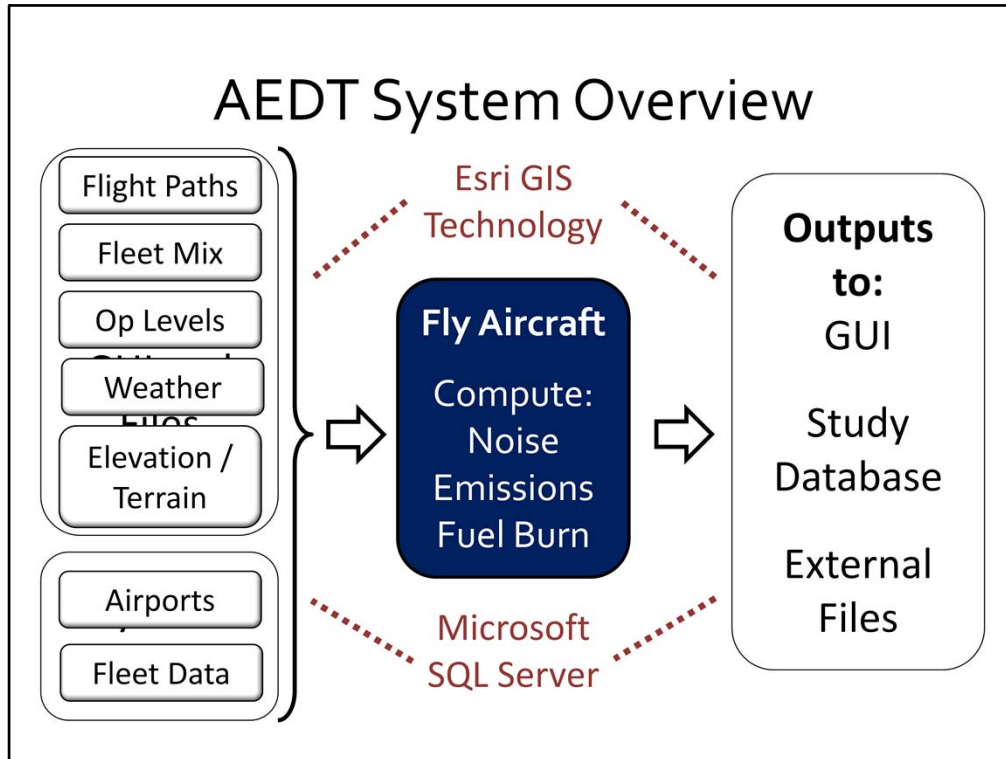 AEDT System Overview
Flight Paths
Fleet Mix
Op Levels
Weather
Files
Elevation /
Terrain
Airports
Fleet Data
Esri GIS
Technology
Fly Aircraft
Compute:
Noise
Emissions
Fuel Burn
Microsoft
SQL Server
Outputs
to:
GUI
Study
Database
External
Files